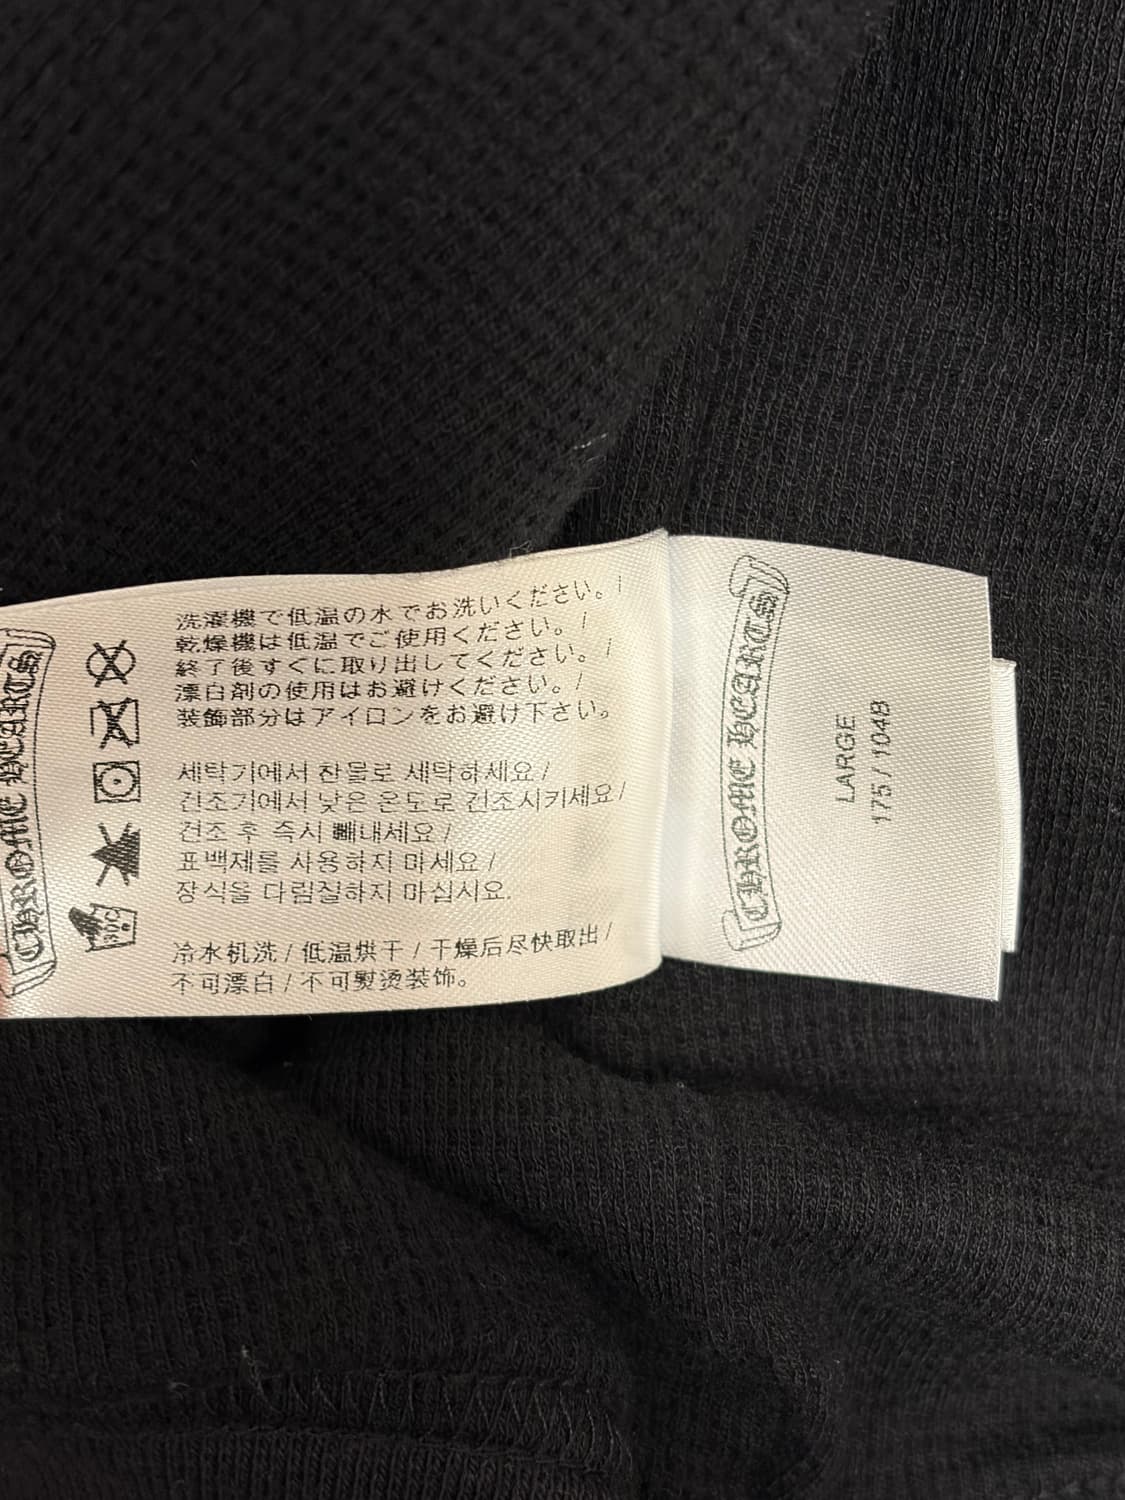 CHROME HEARTS
洗濯機で低温の水でお洗いください。/
乾燥機は低温でご使用ください。/
終了後すぐに取り出してください。/
漂白剤の使用はお避けください。/
装飾部分はアイロンをお避け下さい。
세탁기에서 찬물로 세탁하세요 /
건조기에서 낮은 온도로 건조시키세요 /
건조 후 즉시 빼내세요 /
표백제를 사용하지 마세요 /
장식을 다림질하지 마십시요.
冷水机洗 / 低温烘干 / 干燥后尽快取出 /
不可漂白 / 不可熨烫装饰。
CHROME HEARTS
LARGE
175 / 104B